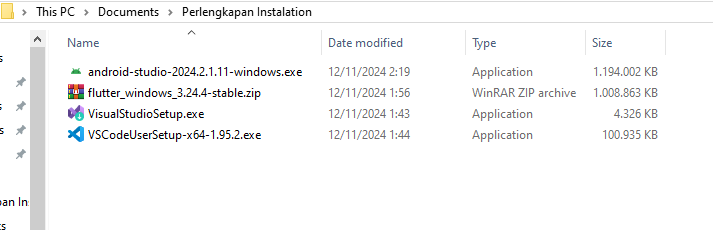 This PC > Documents > Perlengkapan Instalation
Name Date modified Type Size
android-studio-2024.2.1.11-windows.exe 12/11/2024 2:19 Application 1.194.002 KB
flutter_windows_3.24.4-stable.zip 12/11/2024 1:56 WinRAR ZIP archive 1.008.863 KB
VisualStudioSetup.exe 12/11/2024 1:43 Application 4.326 KB
VSCodeUserSetup-x64-1.95.2.exe 12/11/2024 1:44 Application 100.935 KB